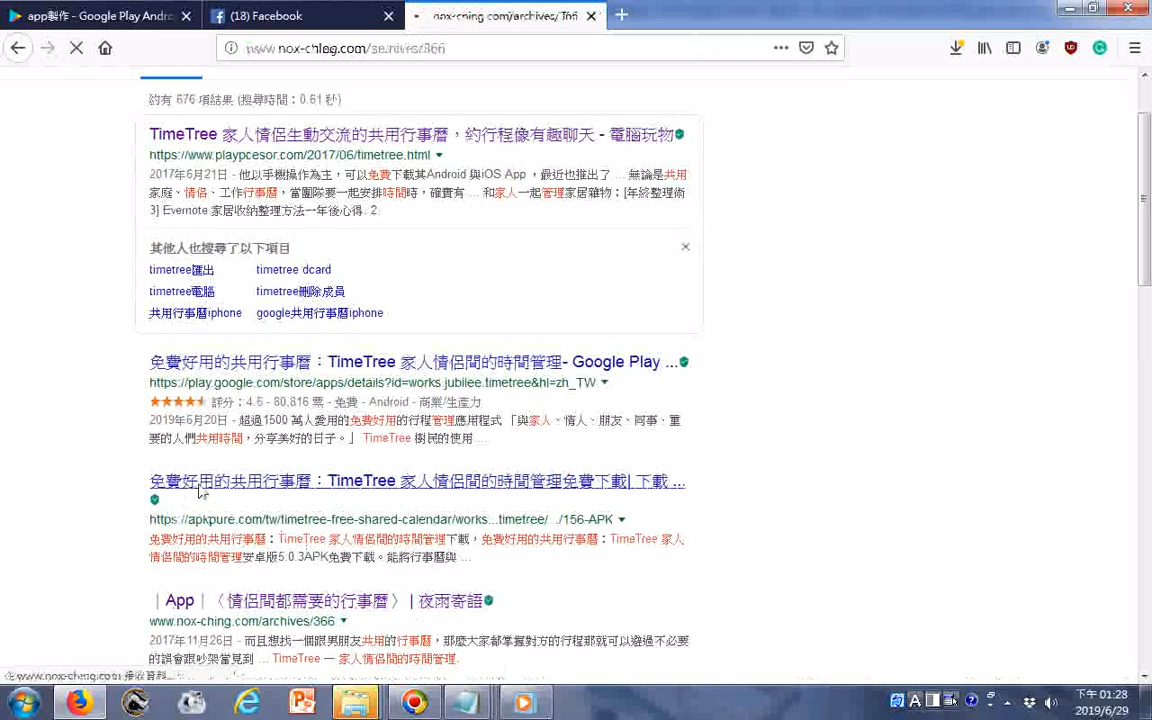 app製作 - Google Play Andro
(18) Facebook
nox-ching.com/archives/366
約有 676 項結果 (搜尋時間：0.61 秒)
TimeTree 家人情侶生動交流的共用行事曆，約行程像有趣聊天 - 電腦玩物
https://www.playpcesor.com/2017/06/timetree.html
2017年6月21日 - 他以手機操作為主，可以免費下載其Android 與iOS App，最近也推出了 ... 無論是共用
家庭、情侶、工作行事曆，當團隊要一起安排時間時，確實有 ... 和家人一起管理家居雜物：[年終整理術
3] Evernote 家居收納整理方法一年後心得. 2.
其他人也搜尋了以下項目
timetree匯出 timetree dcard
timetree電腦 timetree刪除成員
共用行事曆iphone google共用行事曆iphone
免費好用的共用行事曆：TimeTree 家人情侶間的時間管理- Google Play ...
https://play.google.com/store/apps/details?id=works.jubilee.timetree&hl=zh_TW
評分：4.6 - 80,816 票 - 免費 - Android - 商業/生產力
2019年6月20日 - 超過1500 萬人愛用的免費好用的行程管理應用程式 「與家人、情人、朋友、同事、重
要的人們共用時間，分享美好的日子。」 TimeTree 樹民的使用 ....
免費好用的共用行事曆：TimeTree 家人情侶間的時間管理免費下載| 下載 ...
https://apkpure.com/tw/timetree-free-shared-calendar/works...timetree/.../156-APK
免費好用的共用行事曆：TimeTree 家人情侶間的時間管理下載，免費好用的共用行事曆：TimeTree 家人
情侶間的時間管理安卓版5.0.3APK免費下載。能將行事曆與 ...
｜App｜〈情侶間都需要的行事曆〉 | 夜雨寄語
www.nox-ching.com/archives/366
2017年11月26日 - 而且想找一個跟男朋友共用的行事曆，那麼大家都掌握對方的行程那就可以避過不必要
的誤會跟吵架當見到 ... TimeTree — 家人情侶間的時間管理.
下午 01:28
2019/6/29